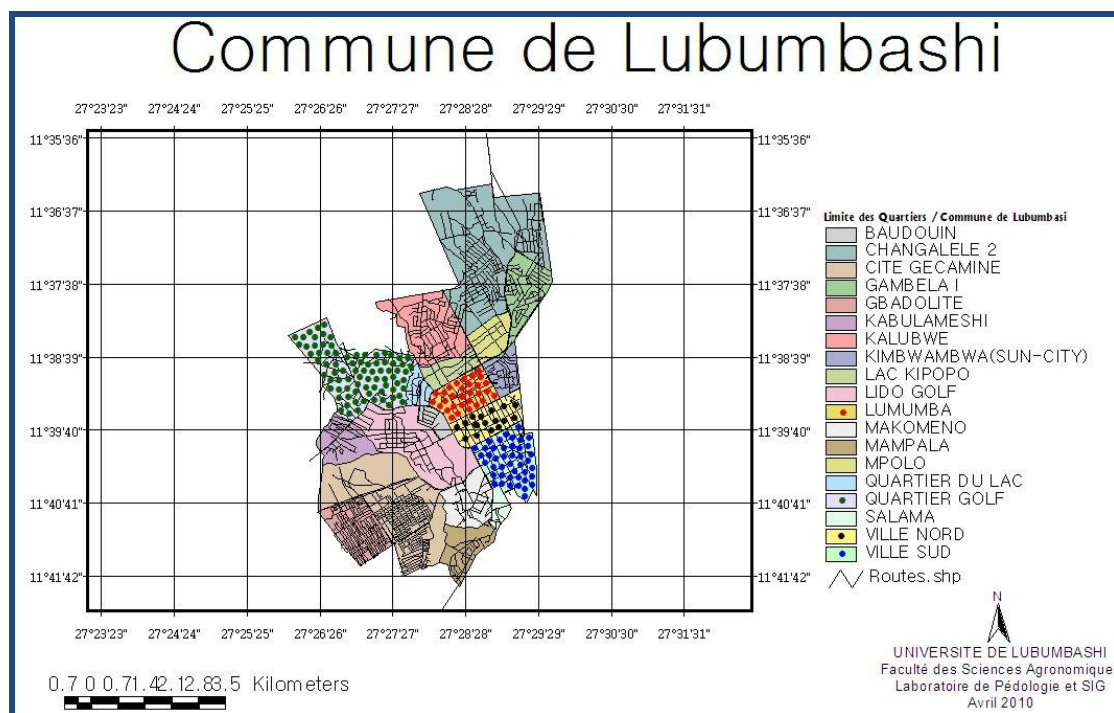 Commune de Lubumbashi
27°23'23" 27°24'24" 27°25'25" 27°26'26" 27°27'27" 27°28'28" 27°29'29" 27°30'30" 27°31'31"
11°35'36" 11°35'36"
11°36'37" 11°36'37"
11°37'38" 11°37'38"
11°38'39" 11°38'39"
11°39'40" 11°39'40"
11°40'41" 11°40'41"
11°41'42" 11°41'42"
27°23'23" 27°24'24" 27°25'25" 27°26'26" 27°27'27" 27°28'28" 27°29'29" 27°30'30" 27°31'31"
Limite des Quartiers / Commune de Lubumbasi
BAUDOUIN
CHANGALELE 2
CITE GECAMINE
GAMBELA I
GBADOLITE
KABULAMESHI
KALUBWE
KIMBWAMBWA(SUN-CITY)
LAC KIPOPO
LIDO GOLF
LUMUMBA
MAKOMENO
MAMPALA
MPOLO
QUARTIER DU LAC
QUARTIER GOLF
SALAMA
VILLE NORD
VILLE SUD
Routes.shp
N
UNIVERSITE DE LUBUMBASHI
Faculté des Sciences Agronomique
Laboratoire de Pédologie et SIG
Avril 2010
0.7 0 0.71.42.12.83.5 Kilometers